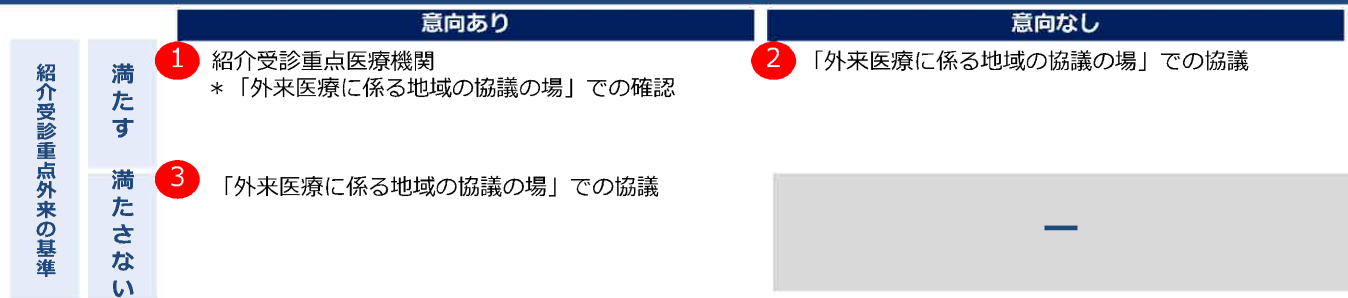 意向あり
意向なし
紹介受診重点外来の基準
満たす
1 紹介受診重点医療機関
＊「外来医療に係る地域の協議の場」での確認
2 「外来医療に係る地域の協議の場」での協議
満たさない
3 「外来医療に係る地域の協議の場」での協議
ー